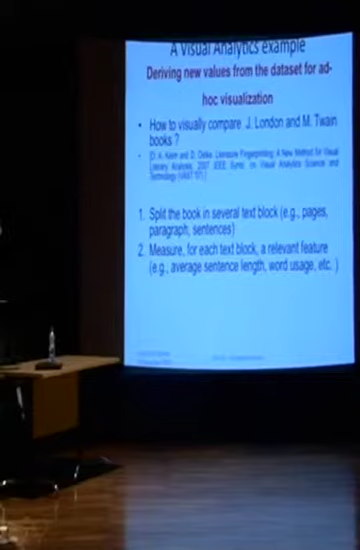 A Visual Analytics example
Deriving new values from the dataset for ad-
hoc visualization
• How to visually compare J. London and M. Twain
books ?
• [D. A. Keim and D. Oelke. Literature Fingerprinting: A New Method for Visual
Literary Analysis. 2007 IEEE Symp. on Visual Analytics Science and
Technology (VAST '07).]
1. Split the book in several text block (e.g., pages,
paragraph, sentences)
2. Measure, for each text block, a relevant feature
(e.g., average sentence length, word usage, etc. )